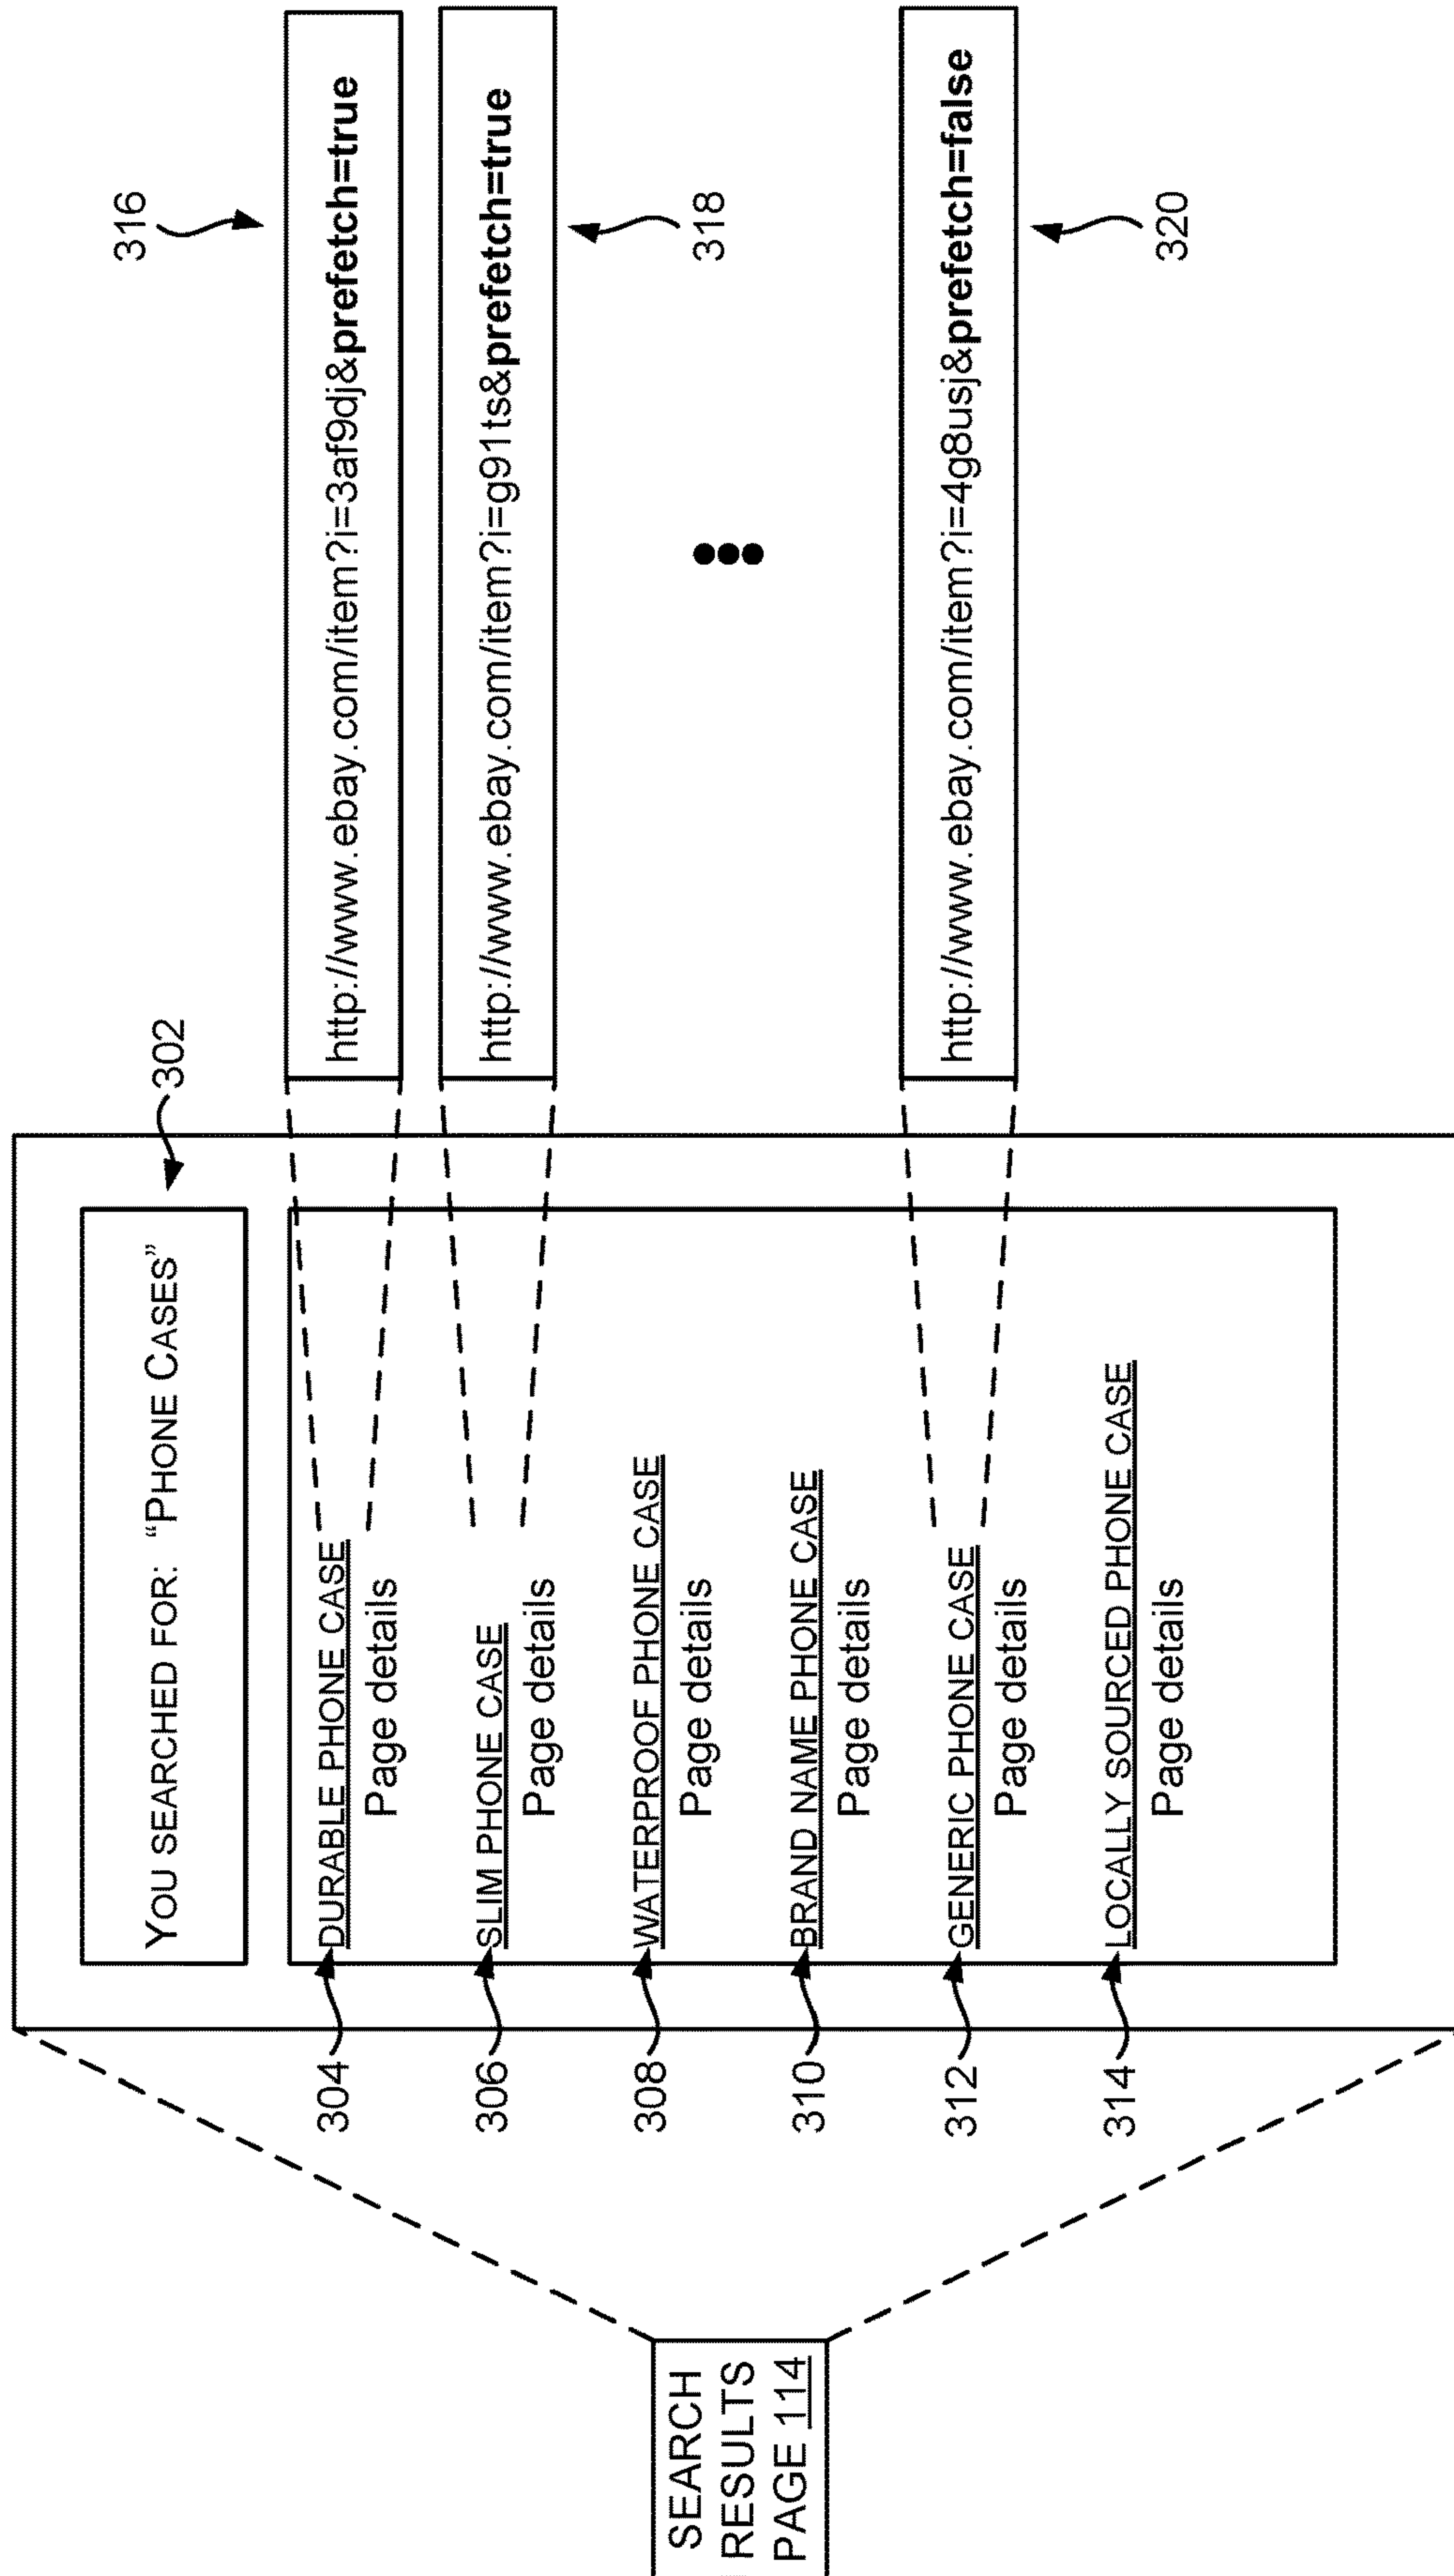 SEARCH
RESULTS
PAGE 114
302
YOU SEARCHED FOR: “PHONE CASES”
304
DURABLE PHONE CASE
Page details
316
http://www.ebay.com/item?i=3af9dj&prefetch=true
306
SLIM PHONE CASE
Page details
http://www.ebay.com/item?i=g91ts&prefetch=true
318
308
WATERPROOF PHONE CASE
Page details
310
BRAND NAME PHONE CASE
Page details
312
GENERIC PHONE CASE
Page details
http://www.ebay.com/item?i=4g8usj&prefetch=false
320
314
LOCALLY SOURCED PHONE CASE
Page details